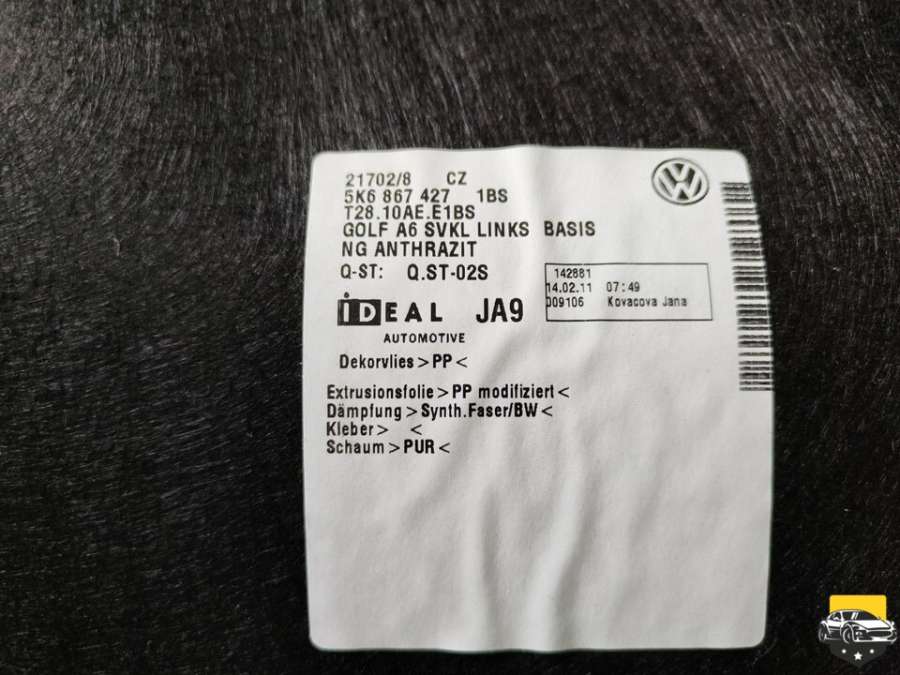 21702/8 CZ
5K6 867 427 1BS
T28.10AE.E1BS
GOLF A6 SVKL LINKS BASIS
NG ANTHRAZIT
Q-ST: Q.ST-02S
142881
14.02.11 07:49
009106 Kovacova Jana
iDEAL JA9
AUTOMOTIVE
Dekorvlies >PP<
Extrusionsfolie >PP modifiziert<
Dämpfung >Synth.Faser/BW<
Kleber> <
Schaum >PUR<